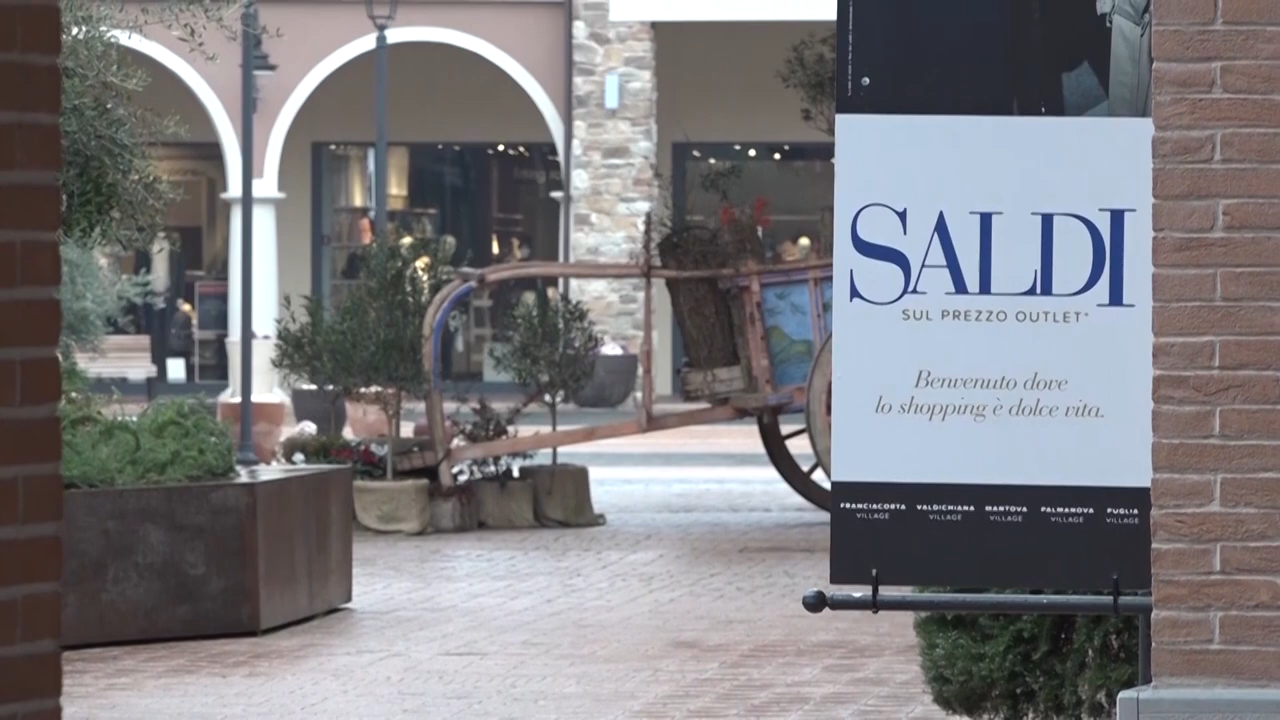 SALDI
SUL PREZZO OUTLET*
Benvenuto dove
lo shopping è dolce vita.
FRANCIACORTA VILLAGE
VALDICHIANA VILLAGE
MANTOVA VILLAGE
PALMANOVA VILLAGE
PUGLIA VILLAGE